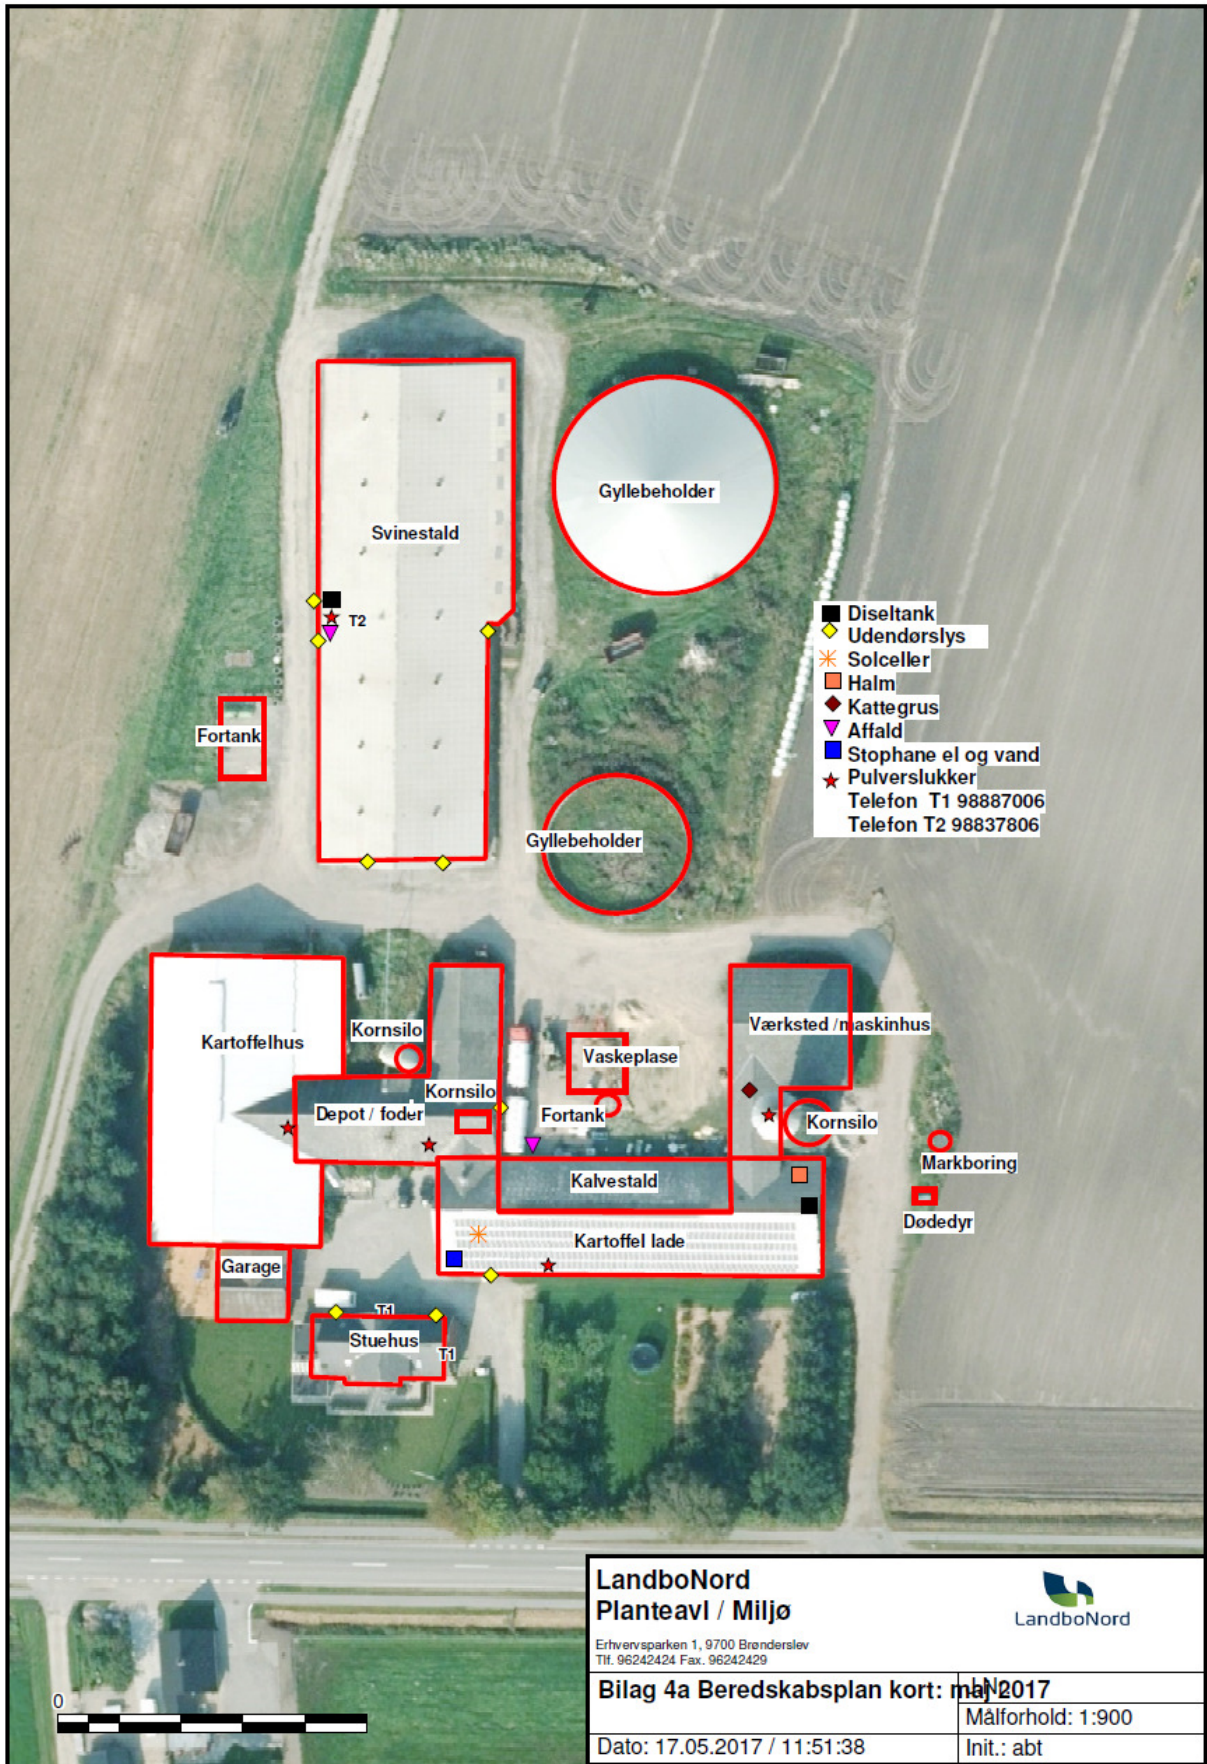 Gyllebeholder
Svinestald
T2
Diseltank
Udendørslys
Solceller
Halm
Kattegrus
Affald
Stophane el og vand
Pulverslukker
Telefon T1 98887006
Telefon T2 98837806
Fortank
Gyllebeholder
Kartoffelhus
Kornsilo
Værksted /maskinhus
Vaskeplase
Kornsilo
Depot / foder
Fortank
Kornsilo
Markboring
Kalvestald
Dødedyr
Kartoffel lade
Garage
T1
Stuehus
T1
LandboNord
Planteavl / Miljø
LandboNord
Erhvervsparken 1, 9700 Brønderslev
Tlf. 96242424 Fax. 96242429
Bilag 4a Beredskabsplan kort: maj 2017
Målforhold: 1:900
Dato: 17.05.2017 / 11:51:38
Init.: abt
0